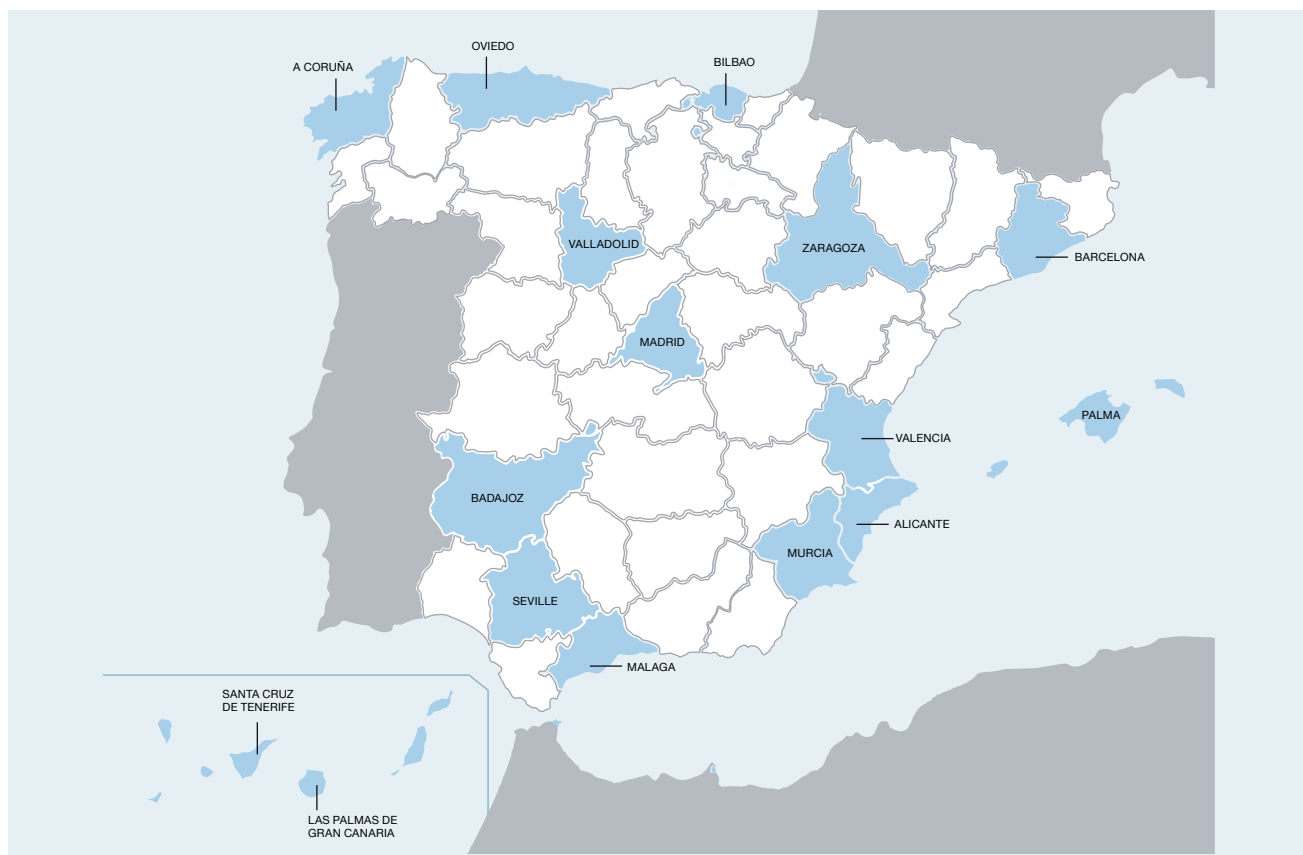 OVIEDO
A CORUÑA
BILBAO
VALLADOLID
ZARAGOZA
BARCELONA
MADRID
PALMA
VALENCIA
BADAJOZ
ALICANTE
MURCIA
SEVILLE
MALAGA
SANTA CRUZ
DE TENERIFE
LAS PALMAS DE
GRAN CANARIA